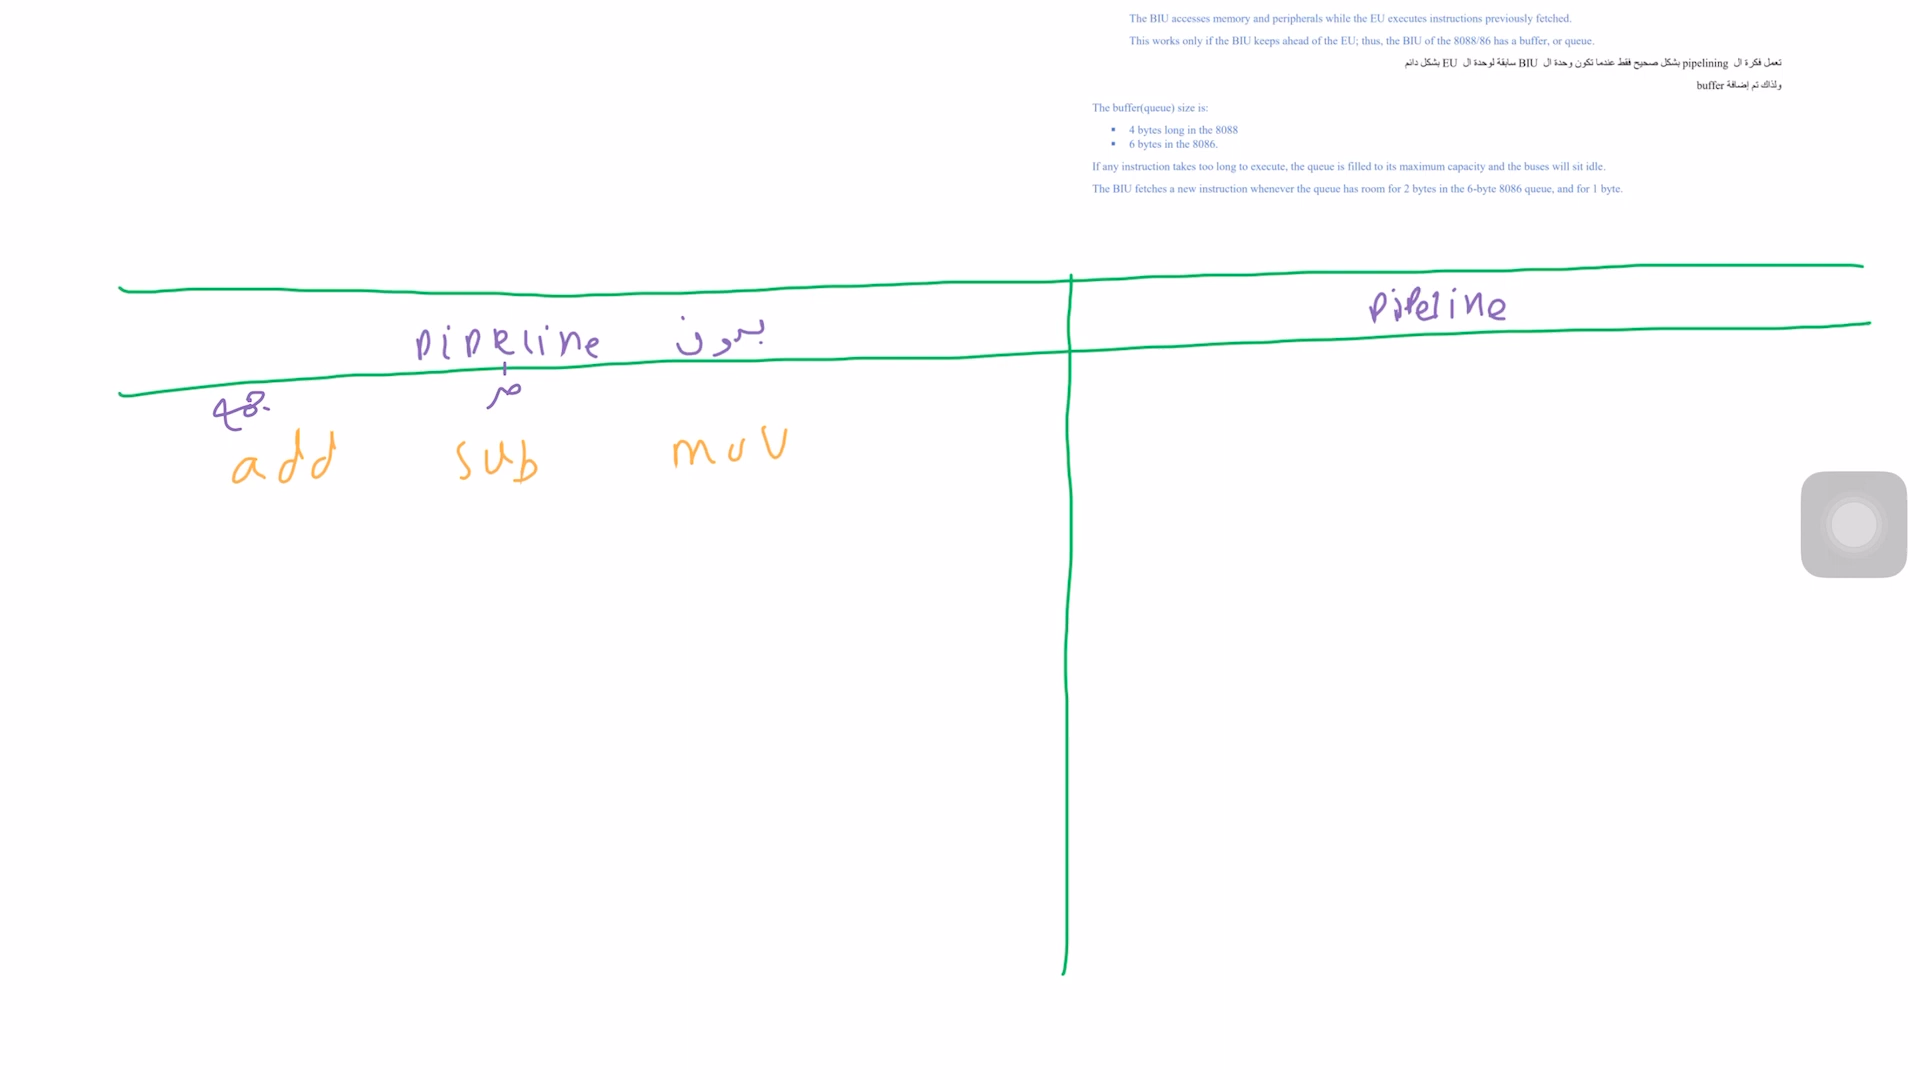 The BIU accesses memory and peripherals while the EU executes instructions previously fetched.
This works only if the BIU keeps ahead of the EU; thus, the BIU of the 8088/86 has a buffer, or queue.
تعمل فكرة ال pipelining بشكل صحيح فقط عندما تكون وحدة ال BIU سابقة لوحدة ال EU بشكل دائم
ولذاك تم إضافة buffer
The buffer(queue) size is:
▪ 4 bytes long in the 8088
▪ 6 bytes in the 8086.
If any instruction takes too long to execute, the queue is filled to its maximum capacity and the buses will sit idle.
The BIU fetches a new instruction whenever the queue has room for 2 bytes in the 6-byte 8086 queue, and for 1 byte.
بدون pipeline
pipeline
add sub mov